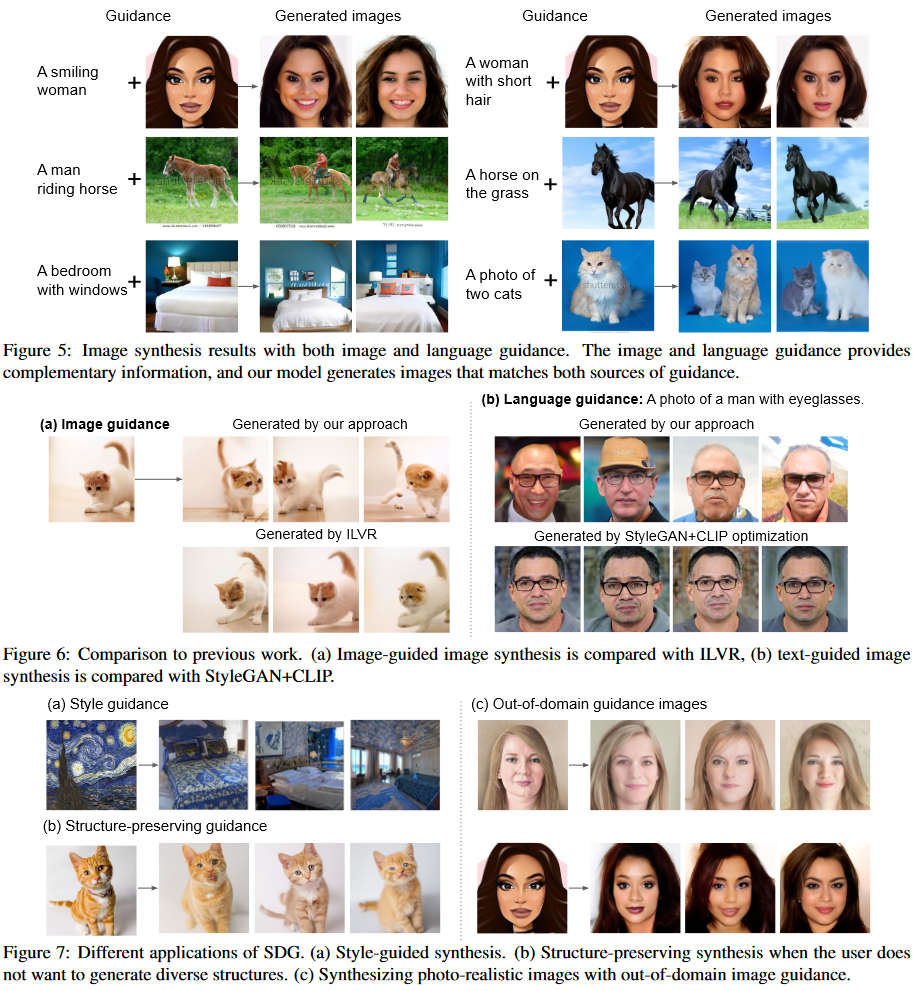 Guidance
Generated images
Guidance
Generated images
A smiling
woman
+
A woman
with short
hair
+
A man
riding horse
+
A horse on
the grass
+
A bedroom
with windows
+
A photo of
two cats
+
shutterst
Figure 5: Image synthesis results with both image and language guidance. The image and language guidance provides
complementary information, and our model generates images that matches both sources of guidance.
(a) Image guidance
Generated by our approach
Generated by ILVR
(b) Language guidance: A photo of a man with eyeglasses.
Generated by our approach
Generated by StyleGAN+CLIP optimization
Figure 6: Comparison to previous work. (a) Image-guided image synthesis is compared with ILVR, (b) text-guided image
synthesis is compared with StyleGAN+CLIP.
(a) Style guidance
(b) Structure-preserving guidance
(c) Out-of-domain guidance images
Figure 7: Different applications of SDG. (a) Style-guided synthesis. (b) Structure-preserving synthesis when the user does
not want to generate diverse structures. (c) Synthesizing photo-realistic images with out-of-domain image guidance.